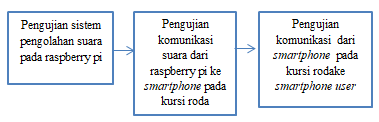 Pengujian sistem
pengolahan suara
pada raspberry pi
Pengujian
komunikasi
suara dari
raspberry pi ke
smartphone pada
kursi roda
Pengujian
komunikasi dari
smartphone pada
kursi rodake
smartphone user